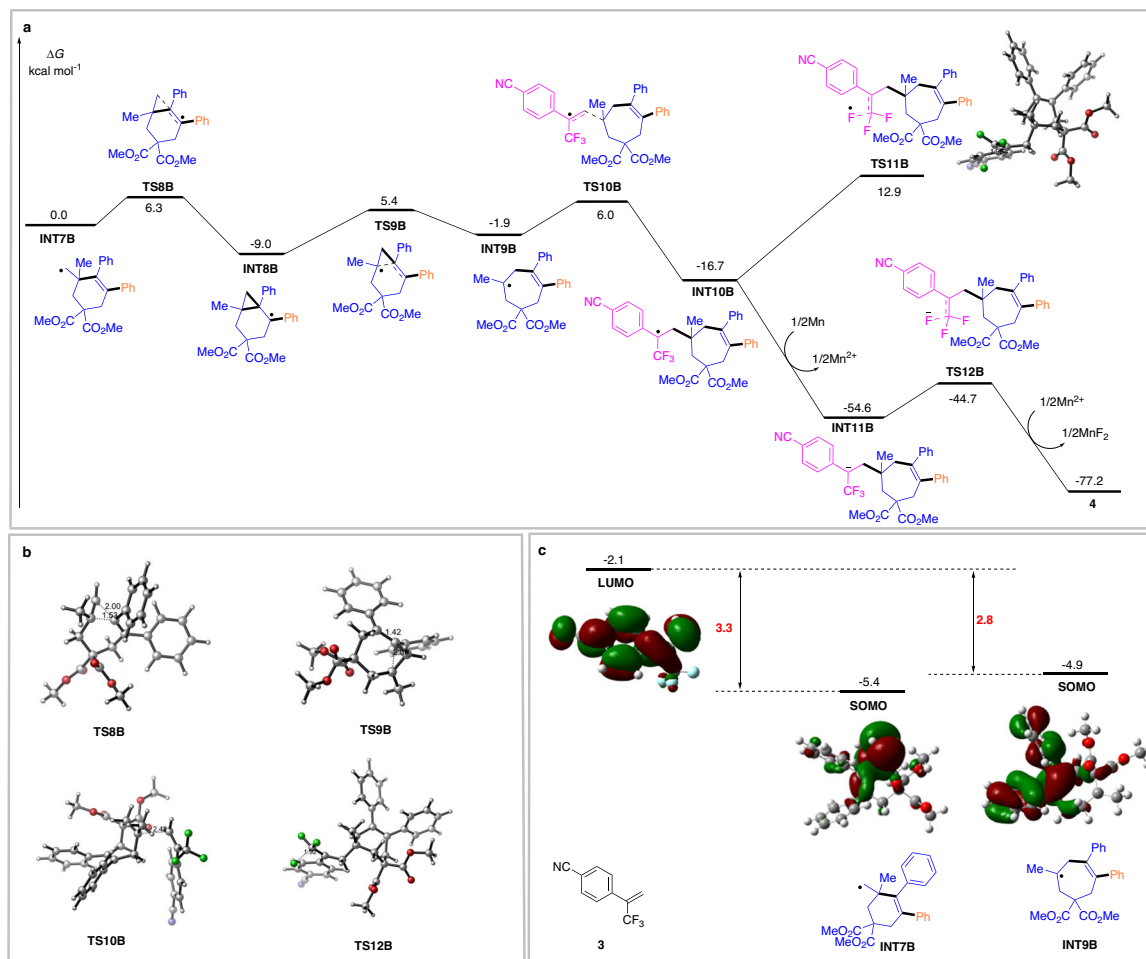 a
ΔG
kcal mol⁻¹
Ph
Me
Ph
MeO₂C
CO₂Me
TS8B
6.3
0.0
INT7B
Me
Ph
Ph
MeO₂C
CO₂Me
-9.0
INT8B
Ph
Me
Ph
MeO₂C
CO₂Me
5.4
TS9B
Ph
Me
Ph
MeO₂C
CO₂Me
-1.9
INT9B
Ph
Me
Ph
MeO₂C
CO₂Me
NC
Me
Ph
Ph
CF₃
MeO₂C
CO₂Me
TS10B
6.0
-16.7
INT10B
NC
Me
Ph
Ph
CF₃
MeO₂C
CO₂Me
NC
Me
Ph
Ph
F
F
F
MeO₂C
CO₂Me
TS11B
12.9
1/2Mn
1/2Mn²⁺
-54.6
INT11B
NC
Me
Ph
Ph
CF₃
MeO₂C
CO₂Me
NC
Me
Ph
Ph
F
F
F
MeO₂C
CO₂Me
TS12B
-44.7
1/2Mn²⁺
1/2MnF₂
-77.2
4
b
2.00
1.53
TS8B
1.42
TS9B
TS10B
TS12B
c
-2.1
LUMO
3.3
2.8
-5.4
SOMO
-4.9
SOMO
NC
CF₃
3
Me
Ph
MeO₂C
MeO₂C
INT7B
Ph
Me
Ph
MeO₂C
CO₂Me
INT9B